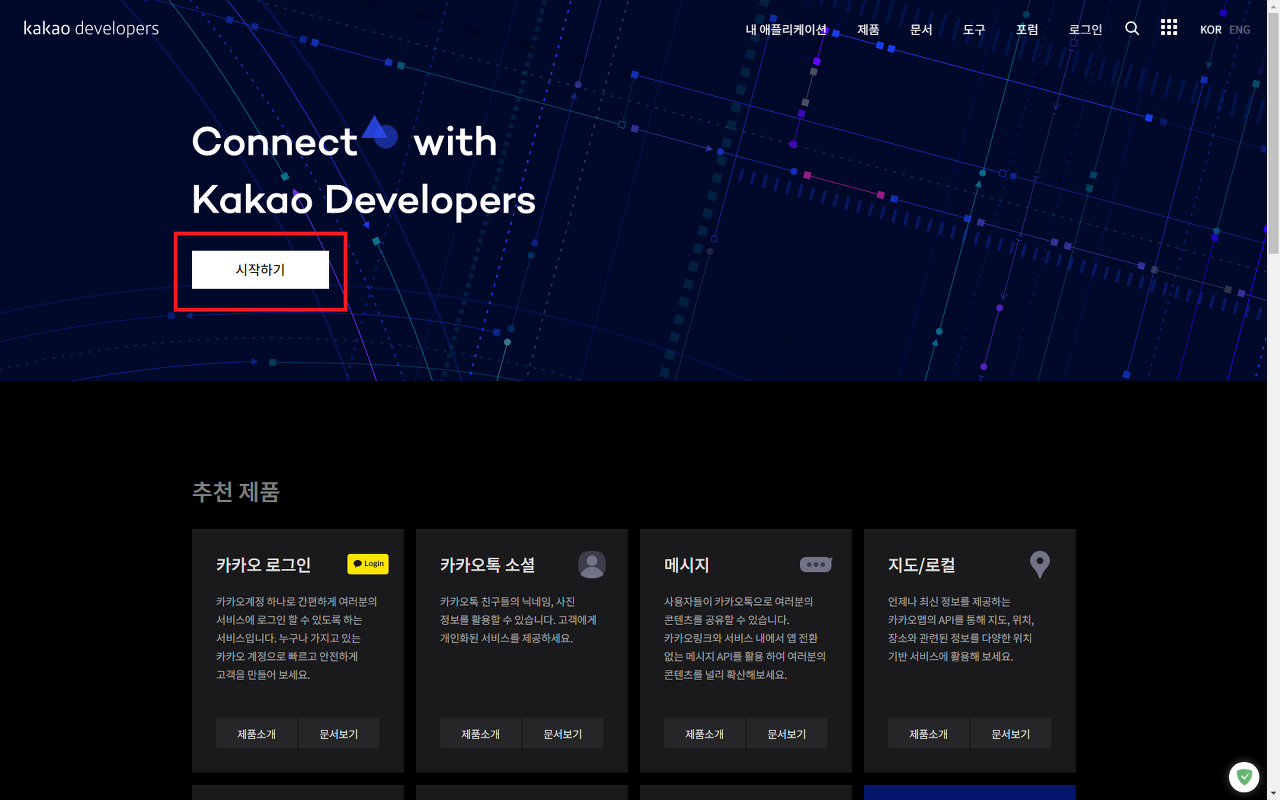 kakao developers
내 애플리케이션 제품 문서 도구 포럼 로그인 KOR ENG
Connect with
Kakao Developers
시작하기
추천 제품
카카오 로그인
Login
카카오계정 하나로 간편하게 여러분의
서비스에 로그인 할 수 있도록 하는
서비스입니다. 누구나 가지고 있는
카카오 계정으로 빠르고 안전하게
고객을 만들어 보세요.
제품소개 문서보기
카카오톡 소셜
카카오톡 친구들의 닉네임, 사진
정보를 활용할 수 있습니다. 고객에게
개인화된 서비스를 제공하세요.
제품소개 문서보기
메시지
사용자들이 카카오톡으로 여러분의
콘텐츠를 공유할 수 있습니다.
카카오링크와 서비스 내에서 앱 전환
없는 메시지 API를 활용 하여 여러분의
콘텐츠를 널리 확산해보세요.
제품소개 문서보기
지도/로컬
언제나 최신 정보를 제공하는
카카오맵의 API를 통해 지도, 위치,
장소와 관련된 정보를 다양한 위치
기반 서비스에 활용해 보세요.
제품소개 문서보기